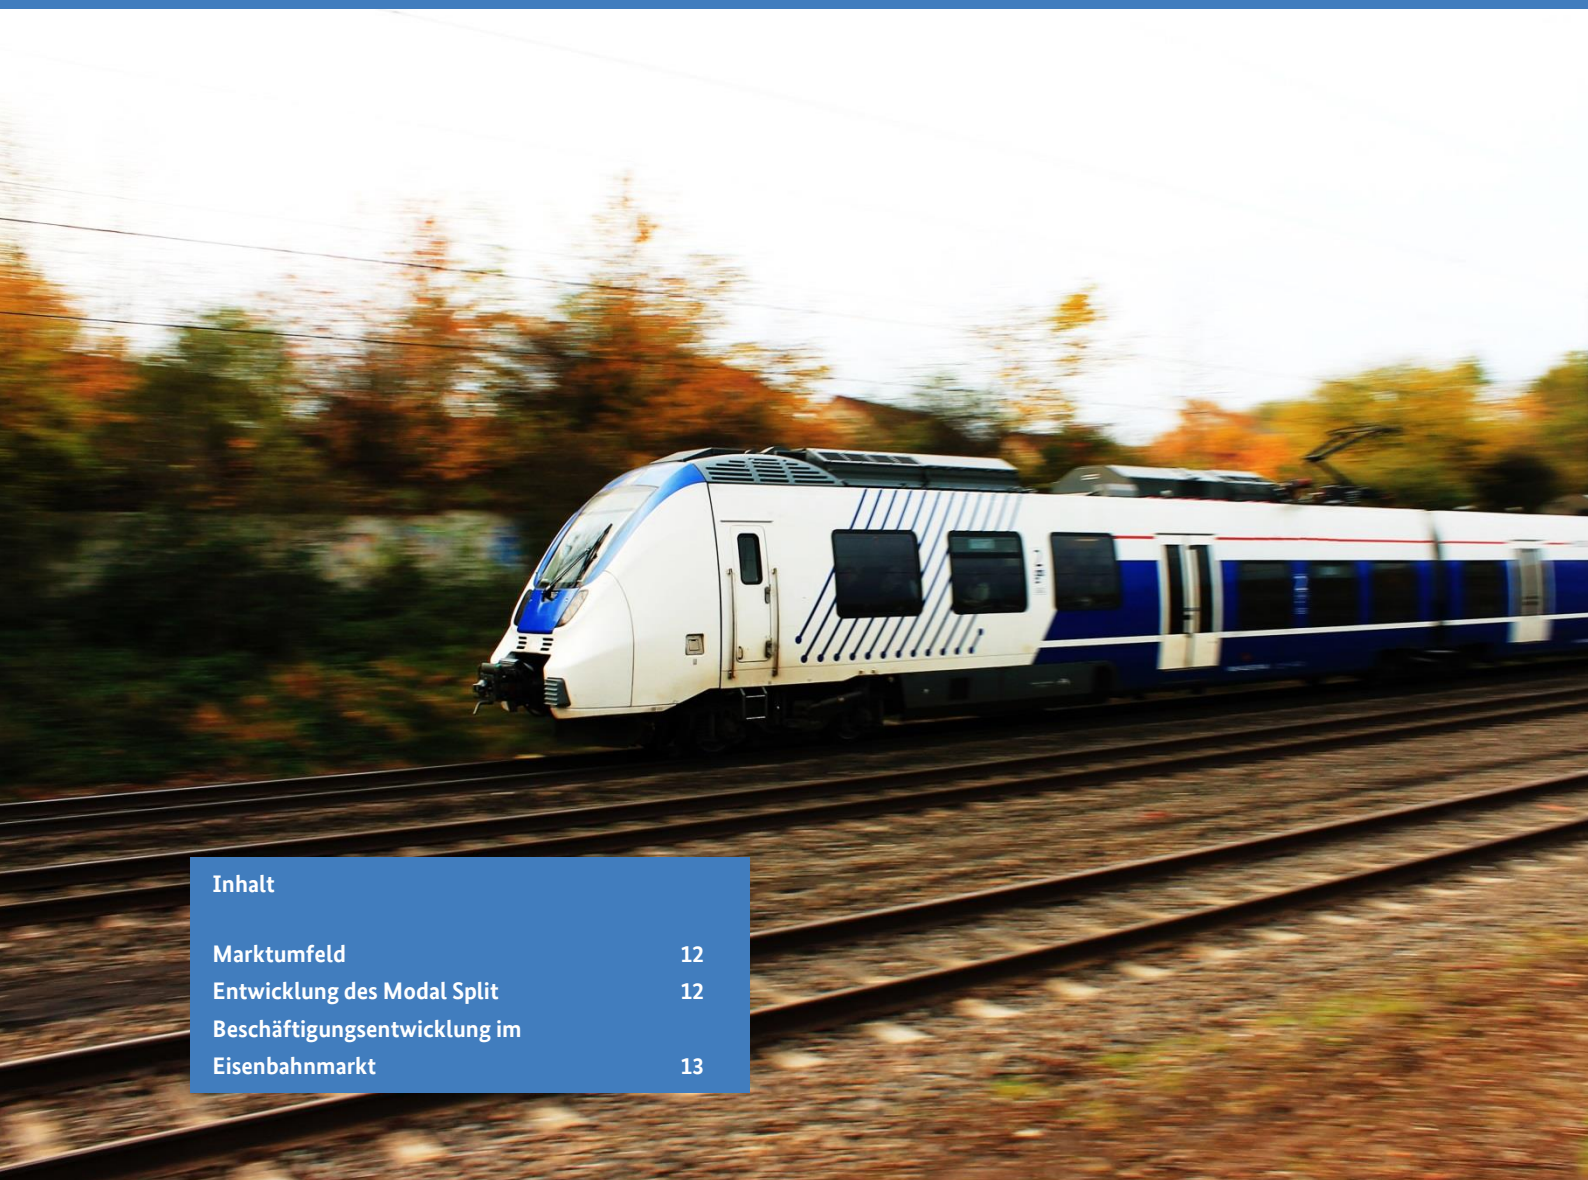 Inhalt
Marktumfeld 12
Entwicklung des Modal Split 12
Beschäftigungsentwicklung im
Eisenbahnmarkt 13